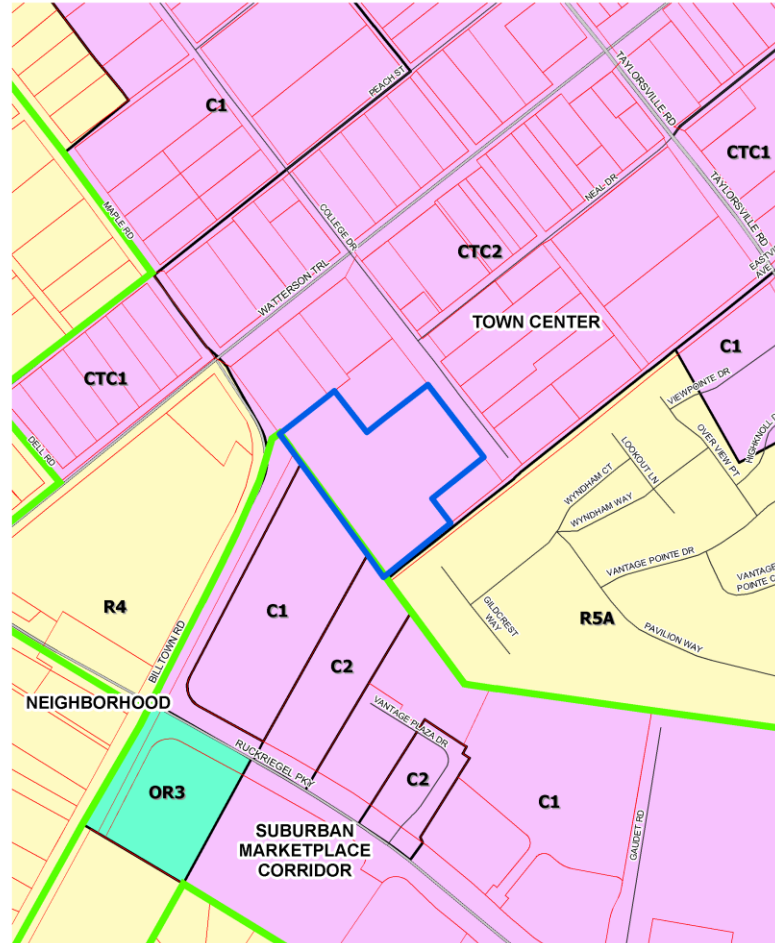 TAYLORSVILLE RD
PEACH ST
C1
CTC1
MAPLE RD
COLLEGE DR
NEAL DR
TAYLORSVILLE RD
CTC2
WATTERSON TRL
TOWN CENTER
C1
CTC1
VIEWPOINTE DR
OVER VIEW PT
LOOKOUT LN
DELL RD
WYNDHAM CT
WYNDHAM WAY
VANTAGE POINTE DR
VANTAGE
R4
C1
GILDCREST
WAY
R5A
PAVILION WAY
BILLTOWN RD
C2
NEIGHBORHOOD
VANTAGE PLAZA DR
RUCKRIEGEL PKY
C2
OR3
C1
SUBURBAN
MARKETPLACE
CORRIDOR
GAUDET RD